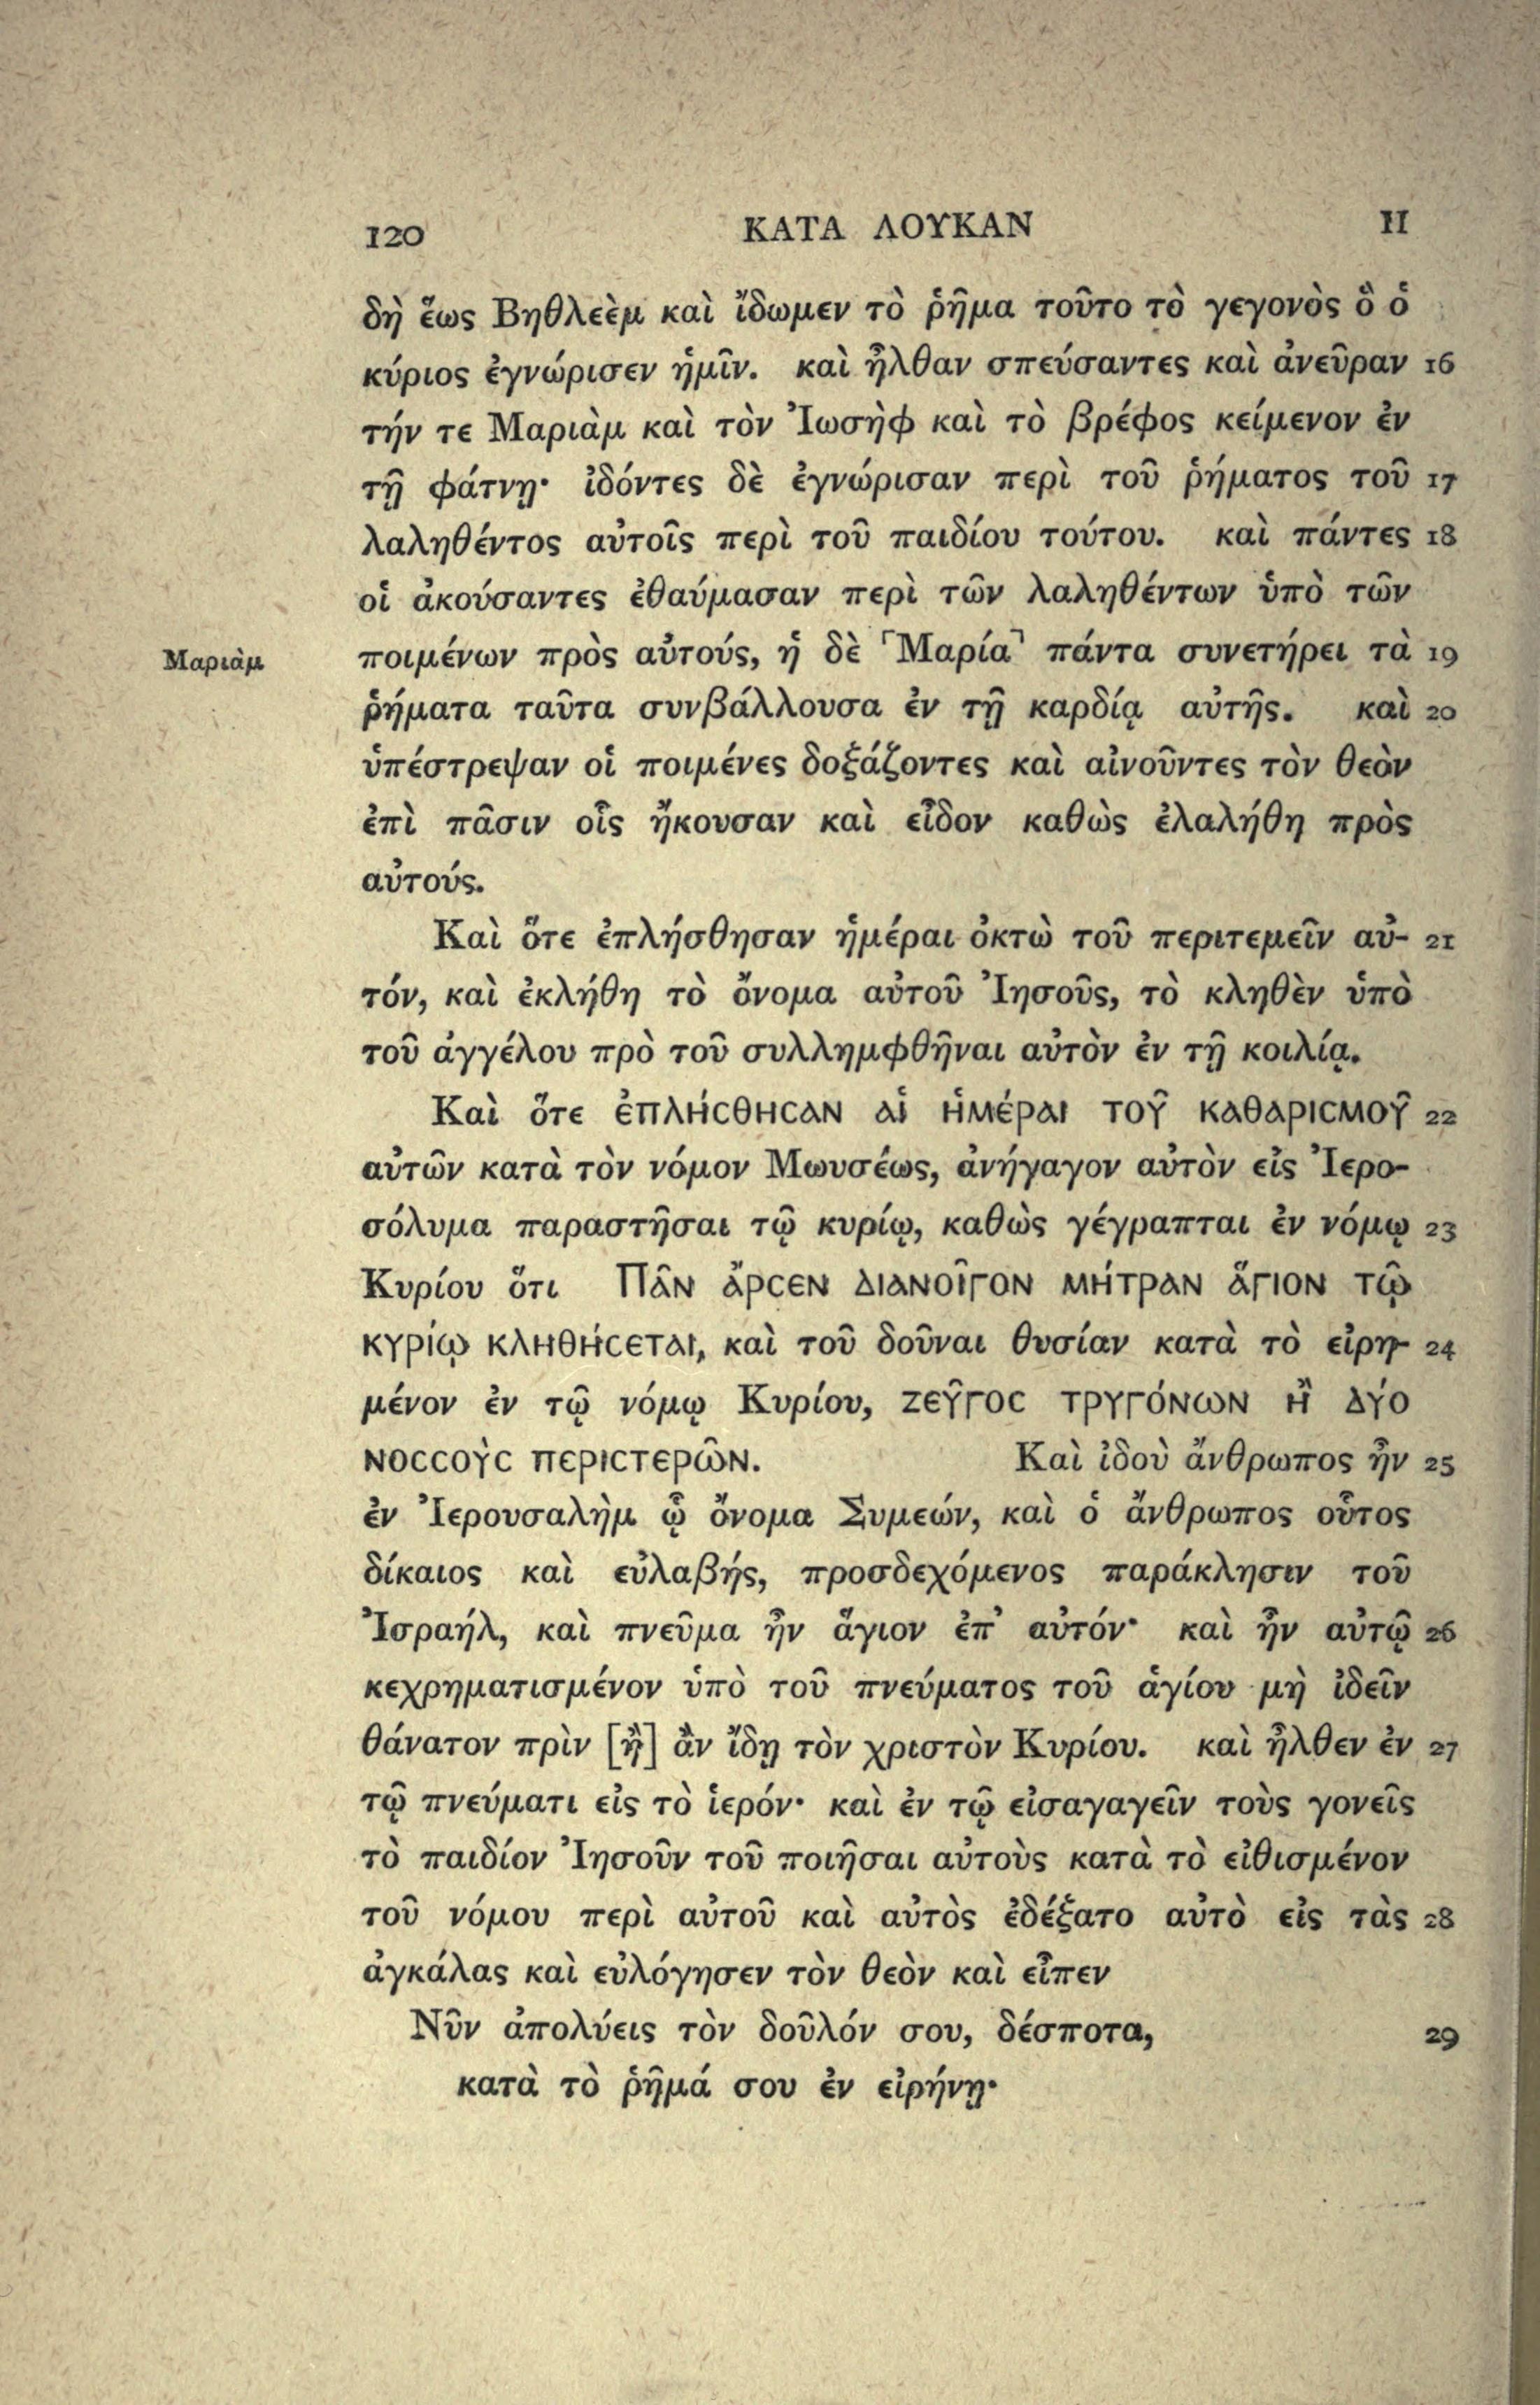 120 ΚΑΤΑ ΛΟΥΚΑΝ II
δὴ ἕως Βηθλεὲμ καὶ ἴδωμεν τὸ ῥῆμα τοῦτο τὸ γεγονὸς ὃ ὁ
κύριος ἐγνώρισεν ἡμῖν. καὶ ἦλθαν σπεύσαντες καὶ ἀνεῦραν 16
τήν τε Μαριὰμ καὶ τὸν Ἰωσὴφ καὶ τὸ βρέφος κείμενον ἐν
τῇ φάτνῃ· ἰδόντες δὲ ἐγνώρισαν περὶ τοῦ ῥήματος τοῦ 17
λαληθέντος αὐτοῖς περὶ τοῦ παιδίου τούτου. καὶ πάντες 18
οἱ ἀκούσαντες ἐθαύμασαν περὶ τῶν λαληθέντων ὑπὸ τῶν
Μαριὰμ ποιμένων πρὸς αὐτούς, ἡ δὲ ⸢Μαρία⸣ πάντα συνετήρει τὰ 19
ῥήματα ταῦτα συνβάλλουσα ἐν τῇ καρδίᾳ αὐτῆς. καὶ 20
ὑπέστρεψαν οἱ ποιμένες δοξάζοντες καὶ αἰνοῦντες τὸν θεὸν
ἐπὶ πᾶσιν οἷς ἤκουσαν καὶ εἶδον καθὼς ἐλαλήθη πρὸς
αὐτούς.
Καὶ ὅτε ἐπλήσθησαν ἡμέραι ὀκτὼ τοῦ περιτεμεῖν αὐ- 21
τόν, καὶ ἐκλήθη τὸ ὄνομα αὐτοῦ Ἰησοῦς, τὸ κληθὲν ὑπὸ
τοῦ ἀγγέλου πρὸ τοῦ συλλημφθῆναι αὐτὸν ἐν τῇ κοιλίᾳ.
Καὶ ὅτε ἐπλήϲθηϲαν αἱ ἡμέραι τοῦ καθαριϲμοῦ 22
αὐτῶν κατὰ τὸν νόμον Μωυσέως, ἀνήγαγον αὐτὸν εἰς Ἰερο-
σόλυμα παραστῆσαι τῷ κυρίῳ, καθὼς γέγραπται ἐν νόμῳ 23
Κυρίου ὅτι Πᾶν ἄρϲεν διανοῖγον μήτραν ἅγιον τῷ
κυρίῳ κληθήϲεται, καὶ τοῦ δοῦναι θυσίαν κατὰ τὸ εἰρη- 24
μένον ἐν τῷ νόμῳ Κυρίου, ζεῦγοϲ τρυγόνων ἢ δύο
νοϲϲοὺϲ περιϲτερῶν. Καὶ ἰδοὺ ἄνθρωπος ἦν 25
ἐν Ἰερουσαλὴμ ᾧ ὄνομα Συμεών, καὶ ὁ ἄνθρωπος οὗτος
δίκαιος καὶ εὐλαβής, προσδεχόμενος παράκλησιν τοῦ
Ἰσραήλ, καὶ πνεῦμα ἦν ἅγιον ἐπ' αὐτόν· καὶ ἦν αὐτῷ 26
κεχρηματισμένον ὑπὸ τοῦ πνεύματος τοῦ ἁγίου μὴ ἰδεῖν
θάνατον πρὶν [ἢ] ἂν ἴδῃ τὸν χριστὸν Κυρίου. καὶ ἦλθεν ἐν 27
τῷ πνεύματι εἰς τὸ ἱερόν· καὶ ἐν τῷ εἰσαγαγεῖν τοὺς γονεῖς
τὸ παιδίον Ἰησοῦν τοῦ ποιῆσαι αὐτοὺς κατὰ τὸ εἰθισμένον
τοῦ νόμου περὶ αὐτοῦ καὶ αὐτὸς ἐδέξατο αὐτὸ εἰς τὰς 28
ἀγκάλας καὶ εὐλόγησεν τὸν θεὸν καὶ εἶπεν
Νῦν ἀπολύεις τὸν δοῦλόν σου, δέσποτα, 29
κατὰ τὸ ῥῆμά σου ἐν εἰρήνῃ·